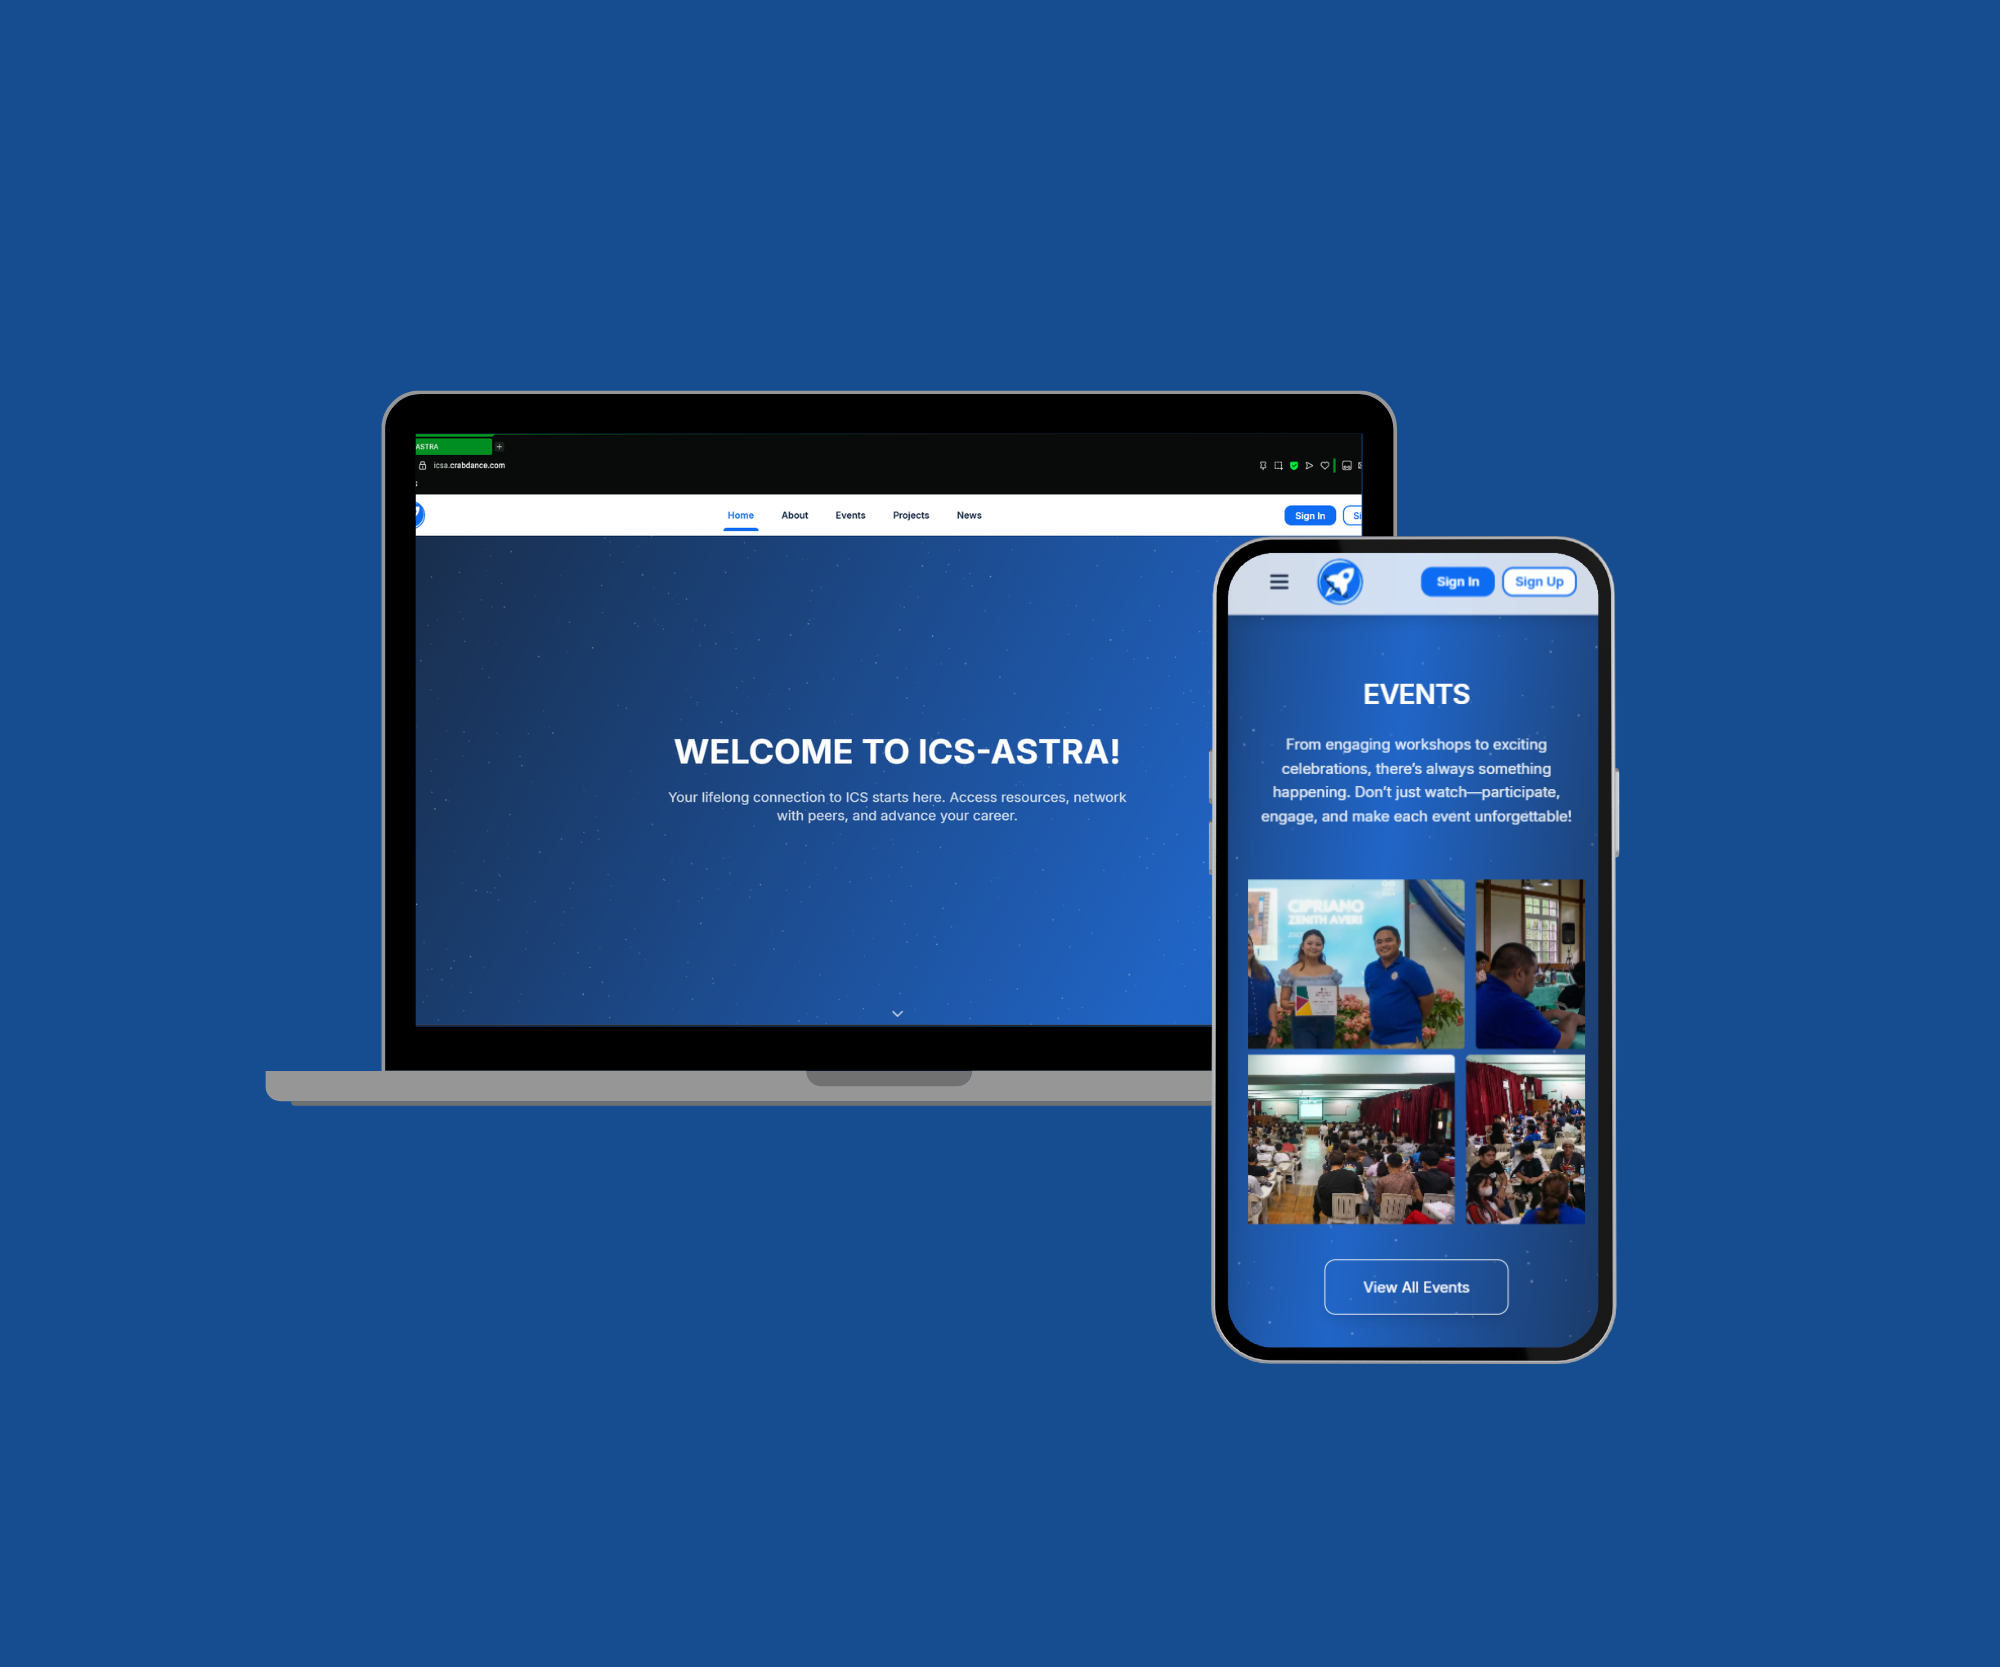 ASTRA
icsa.crabdance.com
Home About Events Projects News
Sign In
WELCOME TO ICS-ASTRA!
Your lifelong connection to ICS starts here. Access resources, network
with peers, and advance your career.
Sign In Sign Up
EVENTS
From engaging workshops to exciting
celebrations, there's always something
happening. Don't just watch—participate,
engage, and make each event unforgettable!
CIPRIANO
ZENITH AVERI
View All Events